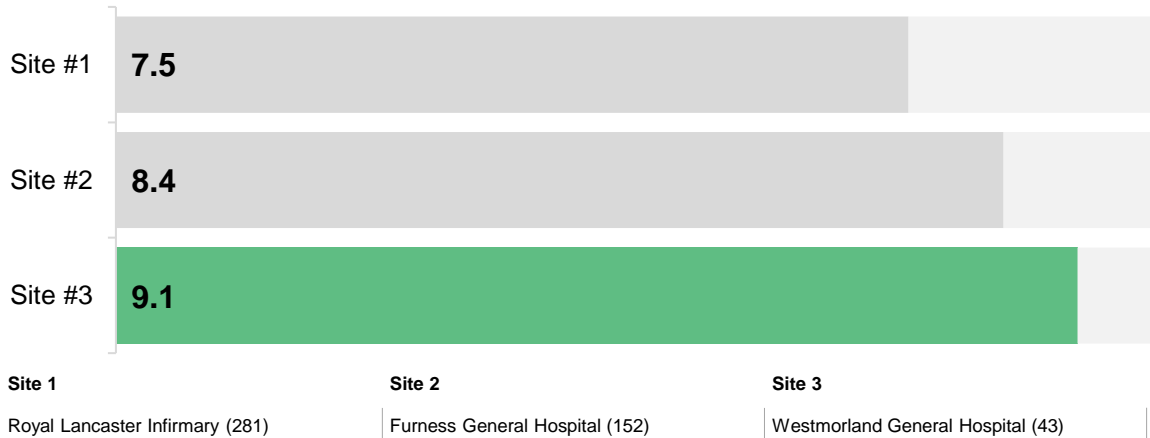 Site #1
7.5
Site #2
8.4
Site #3
9.1
Site 1
Site 2
Site 3
Royal Lancaster Infirmary (281)
Furness General Hospital (152)
Westmorland General Hospital (43)